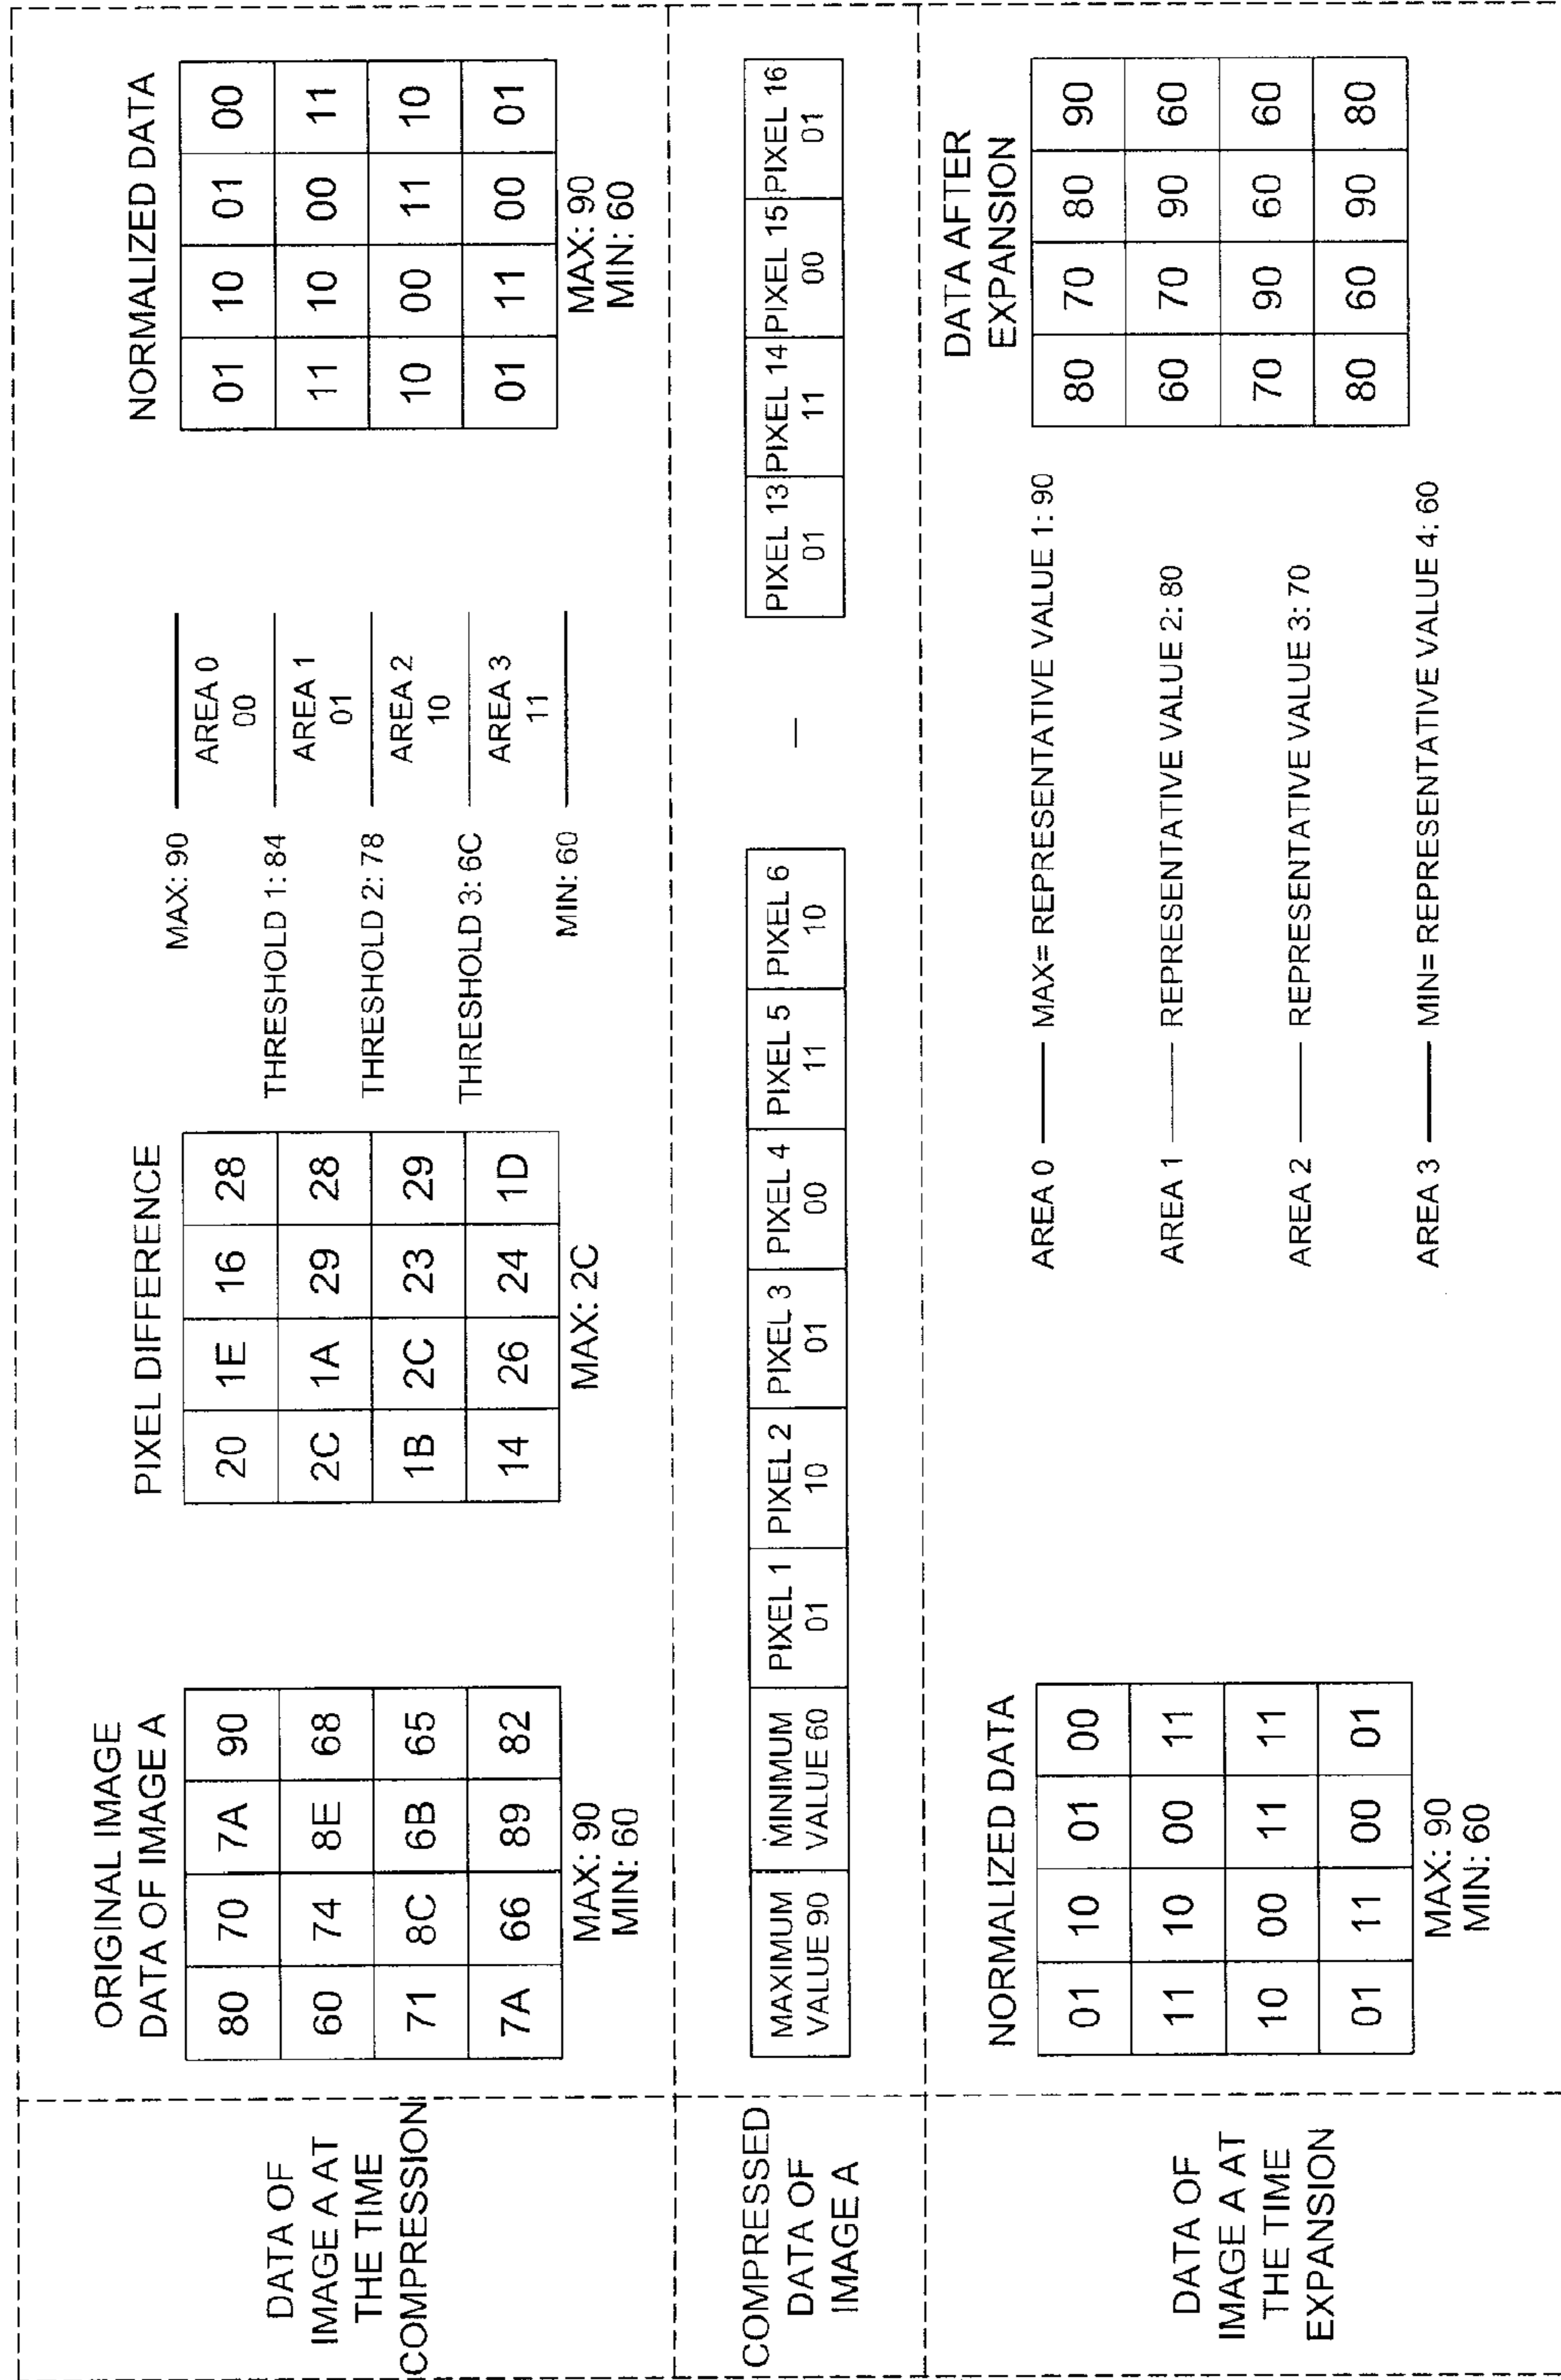 DATA OF
IMAGE A AT
THE TIME
COMPRESSION
ORIGINAL IMAGE
DATA OF IMAGE A
80 70 7A 90
60 74 8E 68
71 8C 6B 65
7A 66 89 82
MAX: 90
MIN: 60
PIXEL DIFFERENCE
20 1E 16 28
2C 1A 29 28
1B 2C 23 29
14 26 24 1D
MAX: 2C
MAX: 90
AREA 0
00
THRESHOLD 1: 84
AREA 1
01
THRESHOLD 2: 78
AREA 2
10
THRESHOLD 3: 6C
AREA 3
11
MIN: 60
NORMALIZED DATA
01 10 01 00
11 10 00 11
10 00 11 10
01 11 00 01
MAX: 90
MIN: 60
COMPRESSED
DATA OF
IMAGE A
MAXIMUM MINIMUM PIXEL 1 PIXEL 2 PIXEL 3 PIXEL 4 PIXEL 5 PIXEL 6 — PIXEL 13 PIXEL 14 PIXEL 15 PIXEL 16
VALUE 90 VALUE 60 01 10 01 00 11 10 01 11 00 01
DATA OF
IMAGE A AT
THE TIME
EXPANSION
NORMALIZED DATA
01 10 01 00
11 10 00 11
10 00 11 11
01 11 00 01
MAX: 90
MIN: 60
AREA 0 — MAX= REPRESENTATIVE VALUE 1: 90
AREA 1 — REPRESENTATIVE VALUE 2: 80
AREA 2 — REPRESENTATIVE VALUE 3: 70
AREA 3 — MIN= REPRESENTATIVE VALUE 4: 60
DATA AFTER
EXPANSION
80 70 80 90
60 70 90 60
70 90 60 60
80 60 90 80